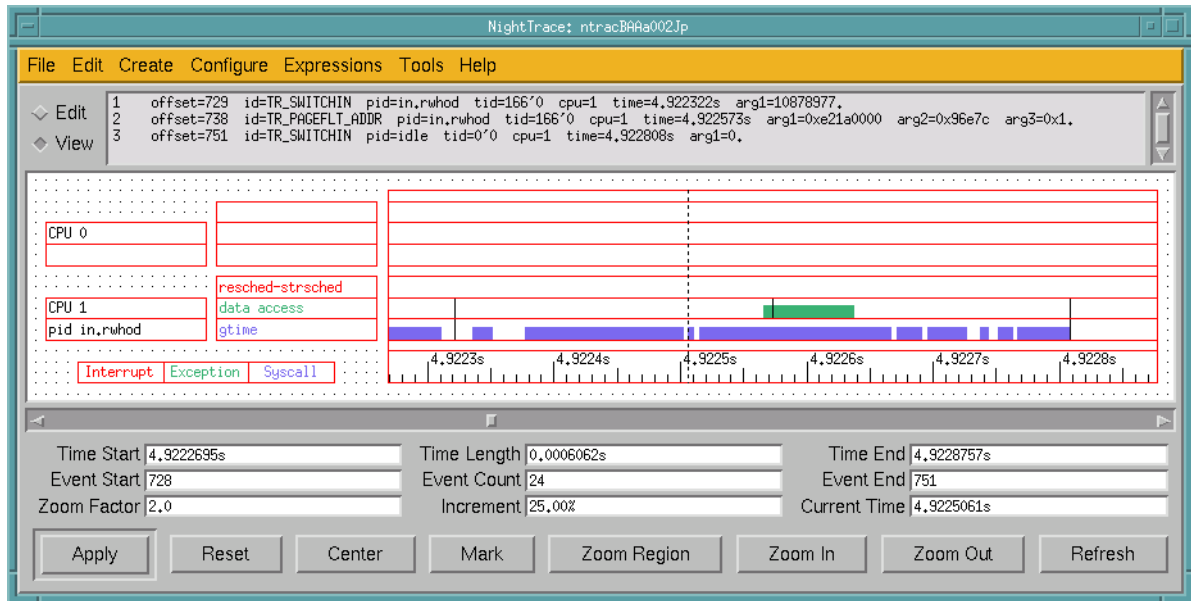 NightTrace: ntracBAAa002Jp
File Edit Create Configure Expressions Tools Help
Edit
View
1 offset=729 id=TR_SWITCHIN pid=in.rwhod tid=166'0 cpu=1 time=4.922322s arg1=10878977.
2 offset=738 id=TR_PAGEFLT_ADDR pid=in.rwhod tid=166'0 cpu=1 time=4.922573s arg1=0xe21a0000 arg2=0x96e7c arg3=0x1.
3 offset=751 id=TR_SWITCHIN pid=idle tid=0'0 cpu=1 time=4.922808s arg1=0.
CPU 0
resched-strsched
CPU 1 data access
pid in.rwhod gtime
4.9223s 4.9224s 4.9225s 4.9226s 4.9227s 4.9228s
Interrupt Exception Syscall
Time Start 4.9222695s Time Length 0.0006062s Time End 4.9228757s
Event Start 728 Event Count 24 Event End 751
Zoom Factor 2.0 Increment 25.00% Current Time 4.9225061s
Apply Reset Center Mark Zoom Region Zoom In Zoom Out Refresh